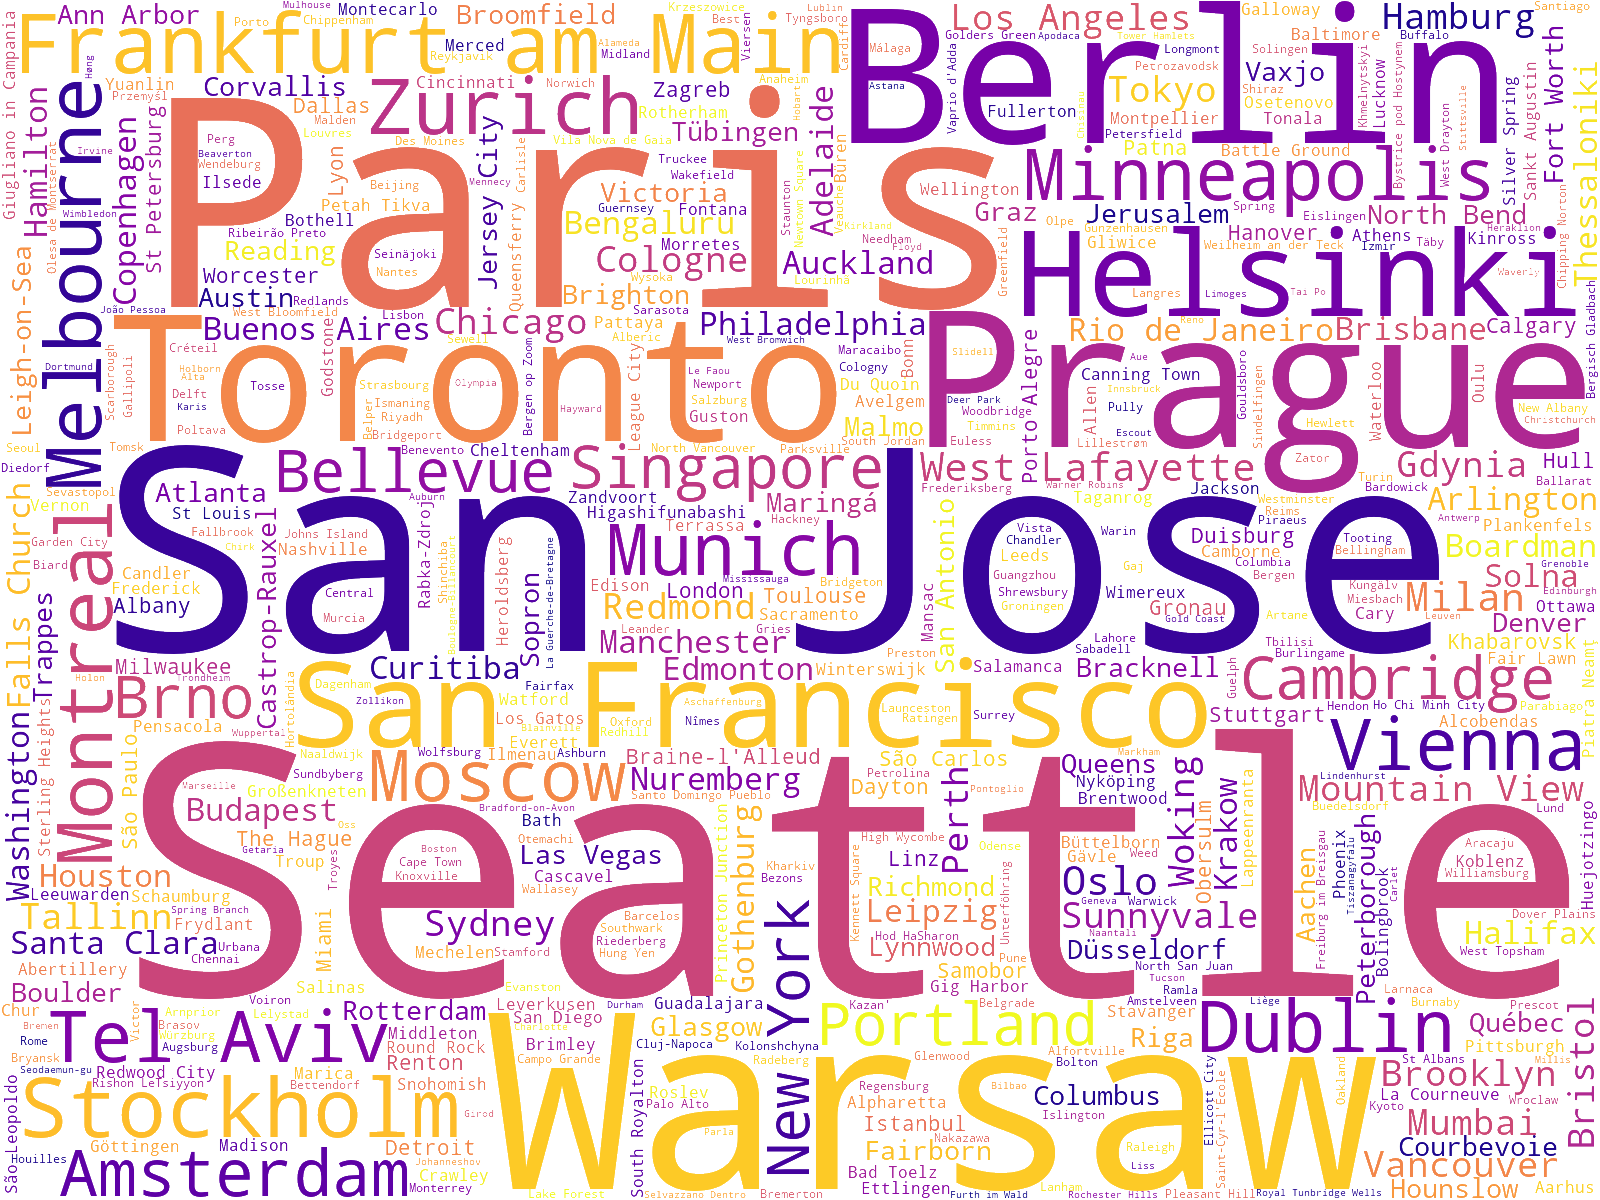 Paris
Berlin
San Jose
Seattle
Warsaw
Toronto
Prague
Helsinki
San Francisco
Frankfurt am Main
Zurich
Minneapolis
Melbourne
Montreal
Munich
Singapore
Bellevue
Stockholm
Amsterdam
Tel Aviv
Dublin
Portland
New York
Vienna
Cambridge
Moscow
Brno
Milan
Oslo
Sydney
Sunnyvale
West Lafayette
Ann Arbor
Broomfield
Los Angeles
Hamburg
Galloway
Baltimore
Buffalo
Santiago
Giugliano in Campania
Porto
Chippenham
Mulhouse
Montecarlo
Krzeszowice
Best
Lublin
Tyngsboro
Viersen
Cardiff
Málaga
Golders Green
Apodaca
Tower Hamlets
Longmont
Solingen
Merced
Reykjavik
Alameda
Midland
Yuanlin
Przemyśl
Corvallis
Dallas
Malden
Louvres
Cincinnati
Norwich
Zagreb
Anaheim
Rotherham
Hobart
Adelaide
Astana
Vaprio d'Adda
Petrozavodsk
Fullerton
Tokyo
Vaxjo
Shiraz
Osetenovo
Tonala
Montpellier
Petersfield
Khmelnytskyi
Lucknow
Bystrice pod Hostynem
West Drayton
Stittsville
Silver Spring
Sankt Augustin
Fort Worth
Thessaloniki
Hamilton
Høng
Copenhagen
St Petersburg
Irvine
Olesa de Montserrat
Wimbledon
Perg
Beaverton
Wendeburg
Ilsede
Lyon
Beijing
Petah Tikva
Des Moines
Vila Nova de Gaia
Tübingen
Jersey City
Carlisle
Queensferry
Truckee
Wakefield
Victoria
Guernsey
Fontana
Bengaluru
Newtown Square
Staunton
Veauche
Buren
Kirkland
Needham
Floyd
Chisinau
Patna
Battle Ground
Wellington
Spring
Eislingen
Graz
Olpe
Jerusalem
Gunzenhausen
Gliwice
Weilheim an der Teck
Hanover
North Bend
Athens
Izmir
Täby
Heraklion
Kinross
Chipping Norton
Waverly
Bothell
Ribeirão Preto
Reading
Worcester
Austin
Seinäjoki
Nantes
Redlands
West Bloomfield
Lisbon
Cologne
Morretes
Wysoka
Auckland
Lourinha
Brighton
Sarasota
Pattaya
Alberic
Greenfield
Langres
Limoges
Tai Po
João Pessoa
Buenos Aires
Chicago
Sewell
Philadelphia
West Bromwich
Rio de Janeiro
Reno
Brisbane
Calgary
Bergisch Gladbach
Leigh-on-Sea
Dortmund
Scarborough
Créteil
Holborn
Alta
Gallipoli
Delft
Karis
Tosse
Poltava
Godstone
Strasbourg
Ismaning
Belper
Riyadh
Bridgeport
Olympia
Bergen op Zoom
Hayward
League City
Le Faou
Newport
Salzburg
Guston
Maracaibo
Cologny
Du Quoin
Avelgem
Malmo
Slidell
Deer Park
Woodbridge
Timmins
Porto Alegre
Canning Town
Aue
Innsbruck
Pully
Allen
Escout
Lillestrøm
Gouldsboro
Sindelfingen
Hewlett
Zator
Waterloo
Oulu
New Albany
Christchurch
Seoul
Tomsk
Diedorf
Benevento
Cheltenham
North Vancouver
Parksville
South Jordan
Euless
Frederiksberg
Warner Robins
Gdynia
Turin
Bardowick
Hull
Ballarat
Sevastopol
Vernon
Atlanta
St Louis
Auburn
Zandvoort
Higashifunabashi
Terrassa
Hackney
Maringá
Taganrog
Jackson
Westminster
Reims
Piraeus
Arlington
Antwerp
Plankenfels
Garden City
Biard
Falls Church
Fallbrook
Chirk
Johns Island
Nashville
Castrop-Rauxel
Candler
Frederick
Albany
Central
Murcia
Rabka-Zdrój
Shinchiba
Boulogne-Billancourt
Heroldsberg
Sopron
La Guerche-de-Bretagne
Edison
London
Mississauga
Bridgeton
Redmond
Toulouse
Sacramento
Leander
Gries
Manchester
Mansac
San Antonio
Vista
Chandler
Leeds
Guangzhou
Shrewsbury
Groningen
Warin
Gaj
Wimereux
Duisburg
Camborne
Columbia
Bergen
Tooting
Bellingham
Boardman
Grenoble
Solna
Kungälv
Miesbach
Cary
Edinburgh
Leuven
Ottawa
Denver
Gronau
Gold Coast
Artane
Lahore
Sabadell
Tbilisi
Burlingame
Khabarovsk
Fair Lawn
Trappes
Milwaukee
Holon
Trondheim
Pensacola
Wuppertal
Hortolândia
Dagenham
Zollikon
Curitiba
Fairfax
Watford
Los Gatos
Edmonton
Preston
Winterswijk
Salamanca
Bracknell
Guelph
Stuttgart
Hendon
Ho Chi Minh City
Alcobendas
Parabiago
Piatra Neamt
Aschaffenburg
Nîmes
Launceston
Ratingen
Surrey
Oxford
Redhill
Blainville
Everett
Ilmenau
Ashburn
Wolfsburg
Naaldwijk
Sundbyberg
Washington
Sterling Heights
São Paulo
Marseille
Budapest
Großenkneten
The Hague
Oss
Getaria
Troup
Troyes
Boston
Cape Town
Knoxville
Braine-l'Alleud
Nuremberg
Santo Domingo Pueblo
Bradford-on-Avon
Bath
Otemachi
Las Vegas
Cascavel
Wallasey
São Carlos
Petrolina
Dayton
Pontoglio
Perth
Markham
Queens
Nyköping
Brentwood
Woking
Krakow
Lappeenranta
Mountain View
Lindenhurst
Buedelsdorf
Lund
Huejotzingo
Aracaju
Koblenz
Williamsburg
Houston
Leeuwarden
Schaumburg
Spring Branch
Tallinn
Frydlant
Santa Clara
Urbana
Chennai
Abertillery
Boulder
Miami
Salinas
Barcelos
Southwark
Riederberg
Hung Yen
Mechelen
Stamford
Princeton Junction
Gothenburg
Kharkiv
Bezons
High Wycombe
Linz
Odense
Richmond
Kennett Square
Leipzig
Hod HaSharon
Lynnwood
Pune
Unterföhring
Büttelborn
Gävle
Weed
Obersulm
Geneva
Warwick
Naantali
Düsseldorf
Aachen
Freiburg im Breisgau
Phoenix
Tiszanagyfalu
Peterborough
Bolingbrook
Carlet
Dover Plains
Halifax
West Topsham
Samobor
Gig Harbor
North San Juan
Tucson
Ramla
Larnaca
Burnaby
Prescot
Chur
Bremen
Rome
Bryansk
Seodaemun-gu
Arnprior
Victor
Voiron
Lelystad
Brasov
Würzburg
Augsburg
Rotterdam
Evanston
Leverkusen
Durham
San Diego
Middleton
Charlotte
Round Rock
Brimley
Renton
Campo Grande
Guadalajara
Glasgow
Cluj-Napoca
Kolonshchyna
Kazan'
Belgrade
Amstelveen
Stavanger
Liège
Riga
Québec
Pittsburgh
Bristol
Millis
St Albans
Redwood City
Rishon LeTsiyyon
Bettendorf
Marica
Snohomish
Girod
São Leopoldo
South Royalton
Roslev
Palo Alto
Radeberg
Alfortville
Bolton
Glenwood
Regensburg
Bilbao
Alpharetta
Columbus
Islington
Istanbul
Nakazawa
Fairborn
Ellicott City
Saint-Cyr-l'Ecole
Oakland
Brooklyn
La Courneuve
Kyoto
Wroclaw
Mumbai
Courbevoie
Houilles
Göttingen
Madison
Detroit
Johanneshov
Crawley
Monterrey
Lake Forest
Parla
Selvazzano Dentro
Bremerton
Bad Toelz
Ettlingen
Furth im Wald
Lanham
Raleigh
Liss
Rochester Hills
Pleasant Hill
Royal Tunbridge Wells
Vancouver
Hounslow
Aarhus